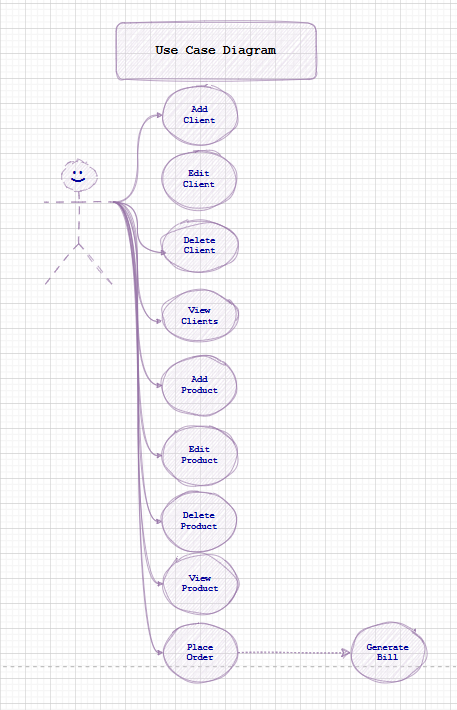 Use Case Diagram
Add
Client
Edit
Client
Delete
Client
View
Clients
Add
Product
Edit
Product
Delete
Product
View
Product
Place
Order
Generate
Bill